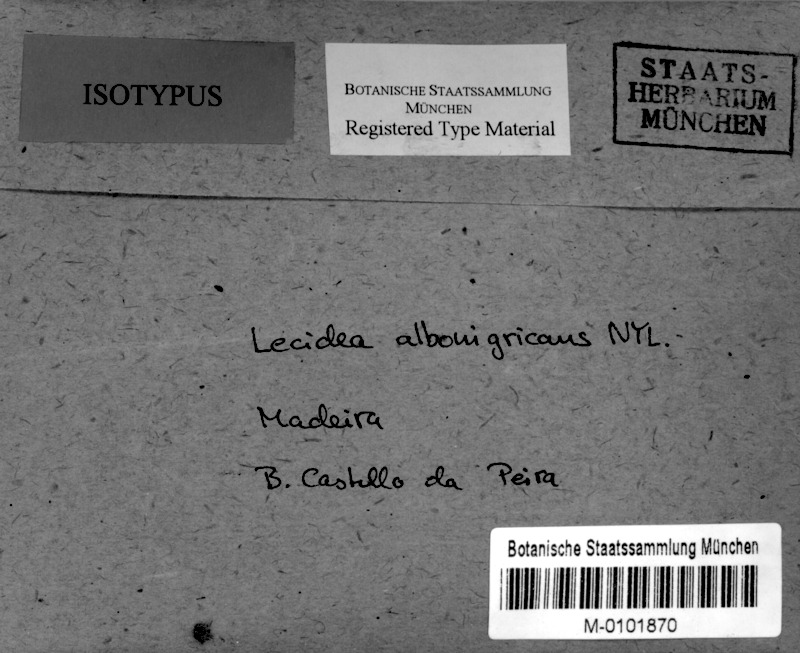 ISOTYPUS
BOTANISCHE STAATSSAMMLUNG
MÜNCHEN
Registered Type Material
STAATS-
HERBARIUM
MÜNCHEN
Lecidea albonigricans NYL.
Madeira
B. Castello da Peira
Botanische Staatssammlung München
M-0101870